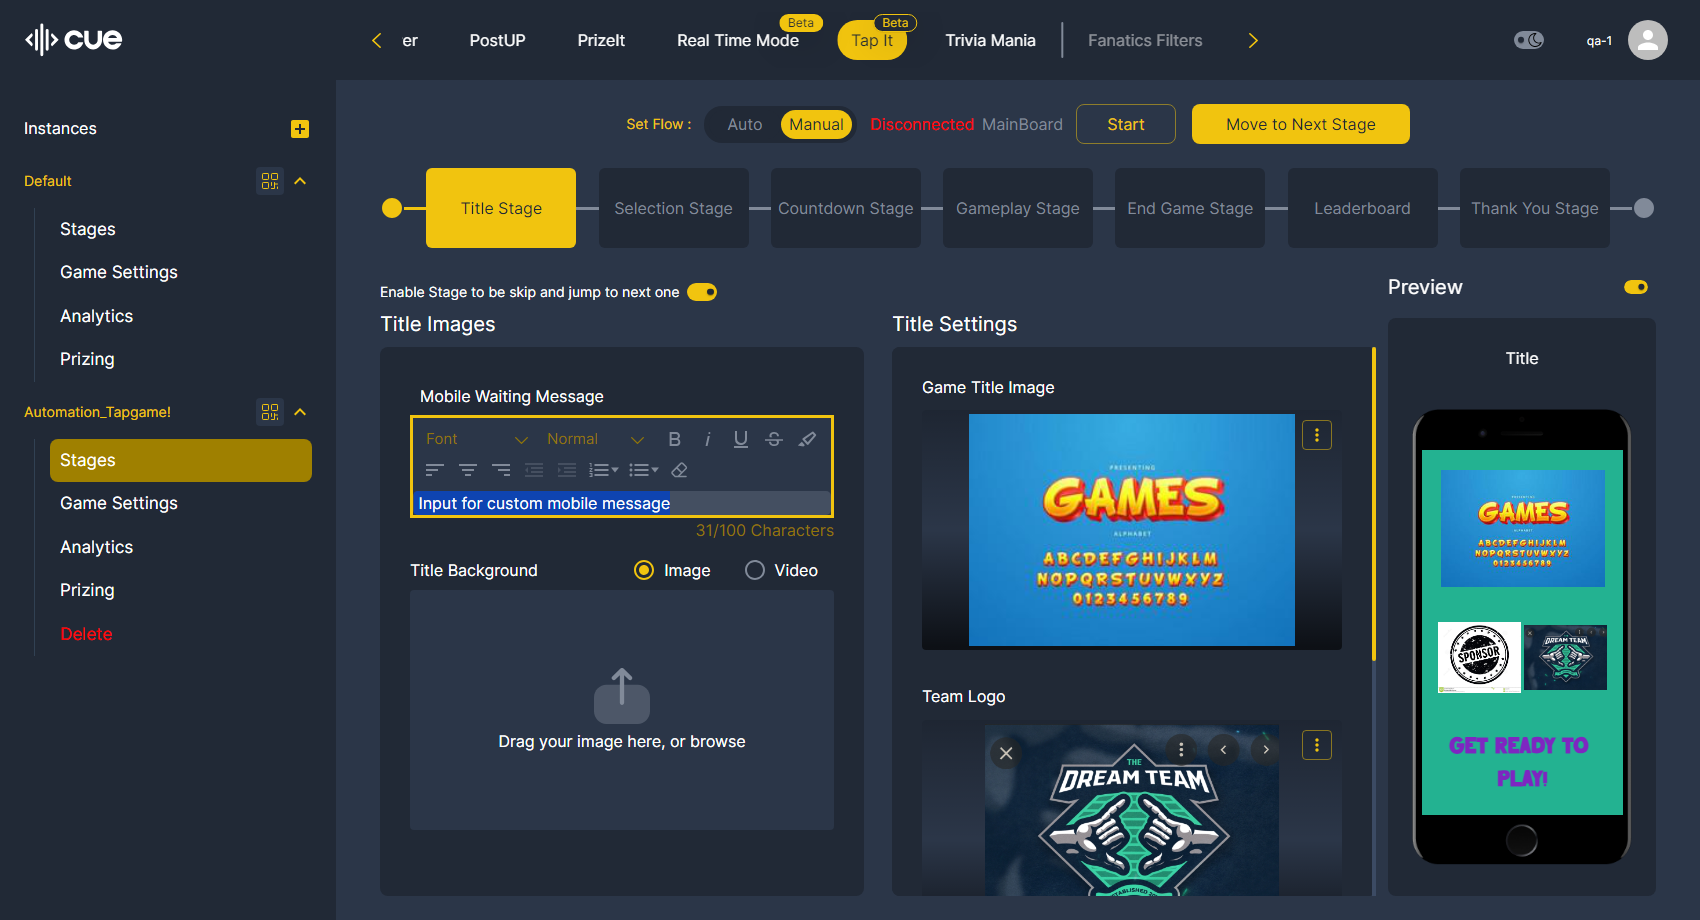 cue
er
PostUP
PrizeIt
Real Time Mode
Beta
Tap It
Beta
Trivia Mania
Fanatics Filters
qa-1
Instances
Default
Stages
Game Settings
Analytics
Prizing
Automation_Tapgame!
Stages
Game Settings
Analytics
Prizing
Delete
Set Flow :
Auto
Manual
Disconnected
MainBoard
Start
Move to Next Stage
Title Stage
Selection Stage
Countdown Stage
Gameplay Stage
End Game Stage
Leaderboard
Thank You Stage
Enable Stage to be skip and jump to next one
Title Images
Mobile Waiting Message
Font
Normal
B
i
U
S
Input for custom mobile message
31/100 Characters
Title Background
Image
Video
Drag your image here, or browse
Title Settings
Game Title Image
PRESENTING
GAMES
ALPHABET
ABCDEFGHIJKLM
NOPQRSTUVWXYZ
0123456789
Team Logo
THE
DREAM TEAM
Preview
Title
PRESENTING
GAMES
ALPHABET
ABCDEFGHIJKLM
NOPQRSTUVWXYZ
0123456789
SPONSOR
DREAM TEAM
GET READY TO
PLAY!